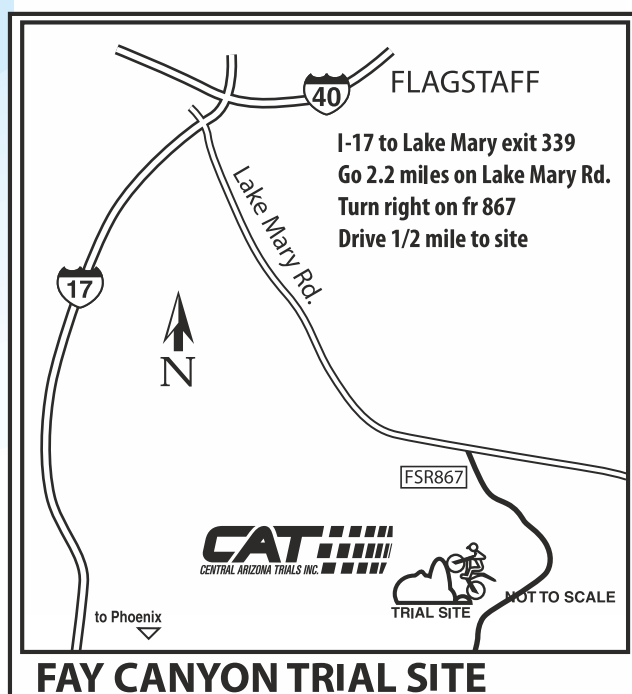 40
FLAGSTAFF
I-17 to Lake Mary exit 339
Go 2.2 miles on Lake Mary Rd.
Turn right on fr 867
Drive 1/2 mile to site
Lake Mary Rd.
17
N
FSR867
CAT
CENTRAL ARIZONA TRIALS INC.
NOT TO SCALE
TRIAL SITE
to Phoenix
FAY CANYON TRIAL SITE